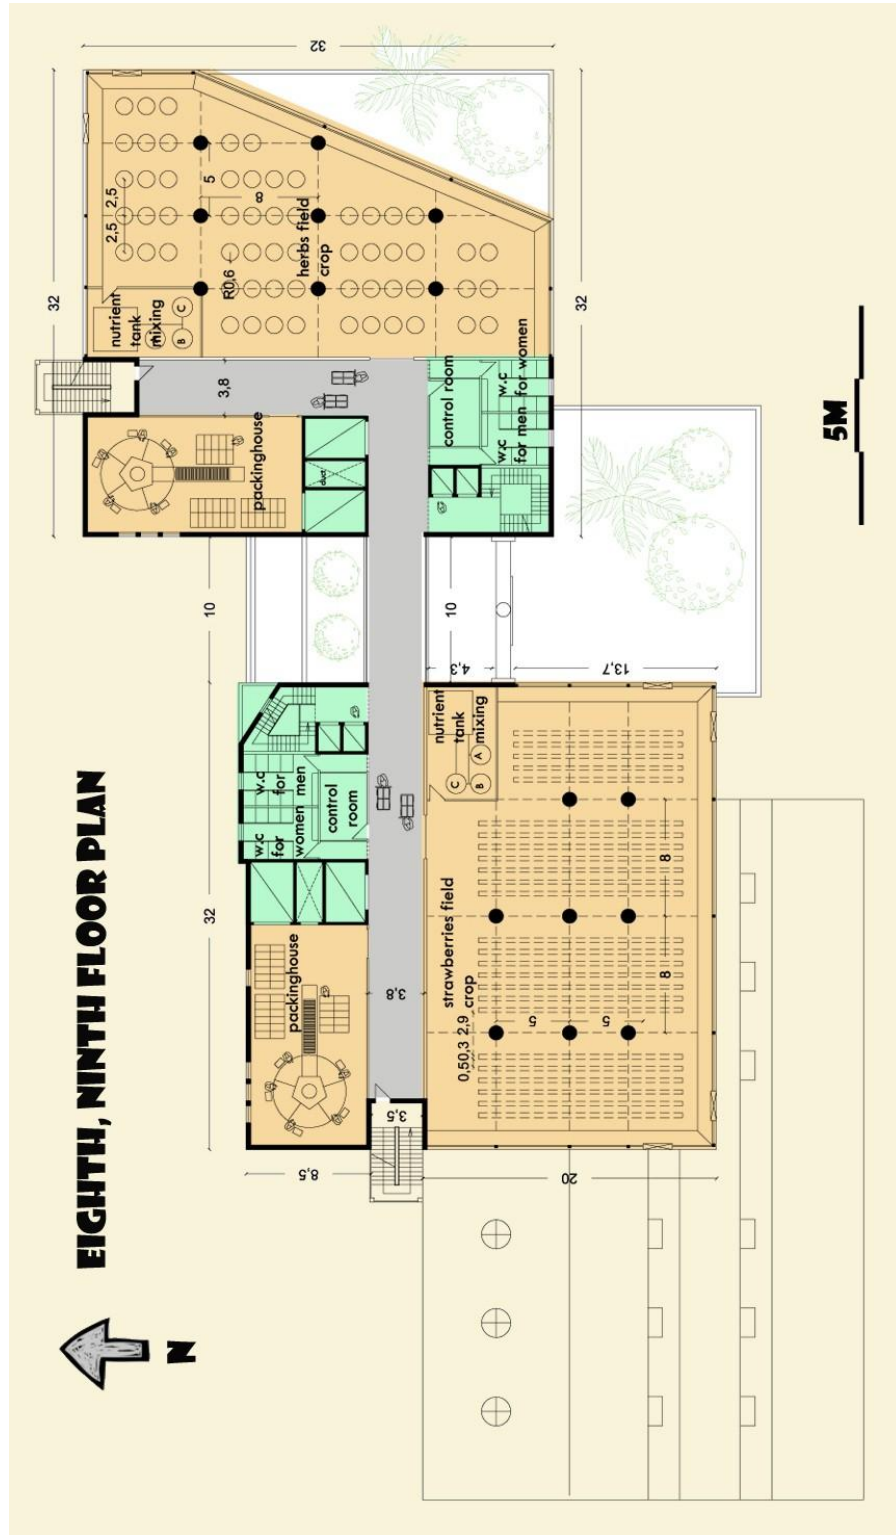 EIGHTH, NINTH FLOOR PLAN
N
5M
32
32
32
nutrient
tank
mixing
B
C
2,5
2,5
R0,6
8
5
herbs field
crop
3,8
packinghouse
duct
control room
w.c
for men
w.c
for women
10
10
4,3
13,7
32
w.c
for
women
w.c
for
men
control
room
packinghouse
nutrient
tank
mixing
C
A
B
strawberries field
crop
0,5
0,3
2,9
3,8
5
5
8
8
3,5
8,5
20